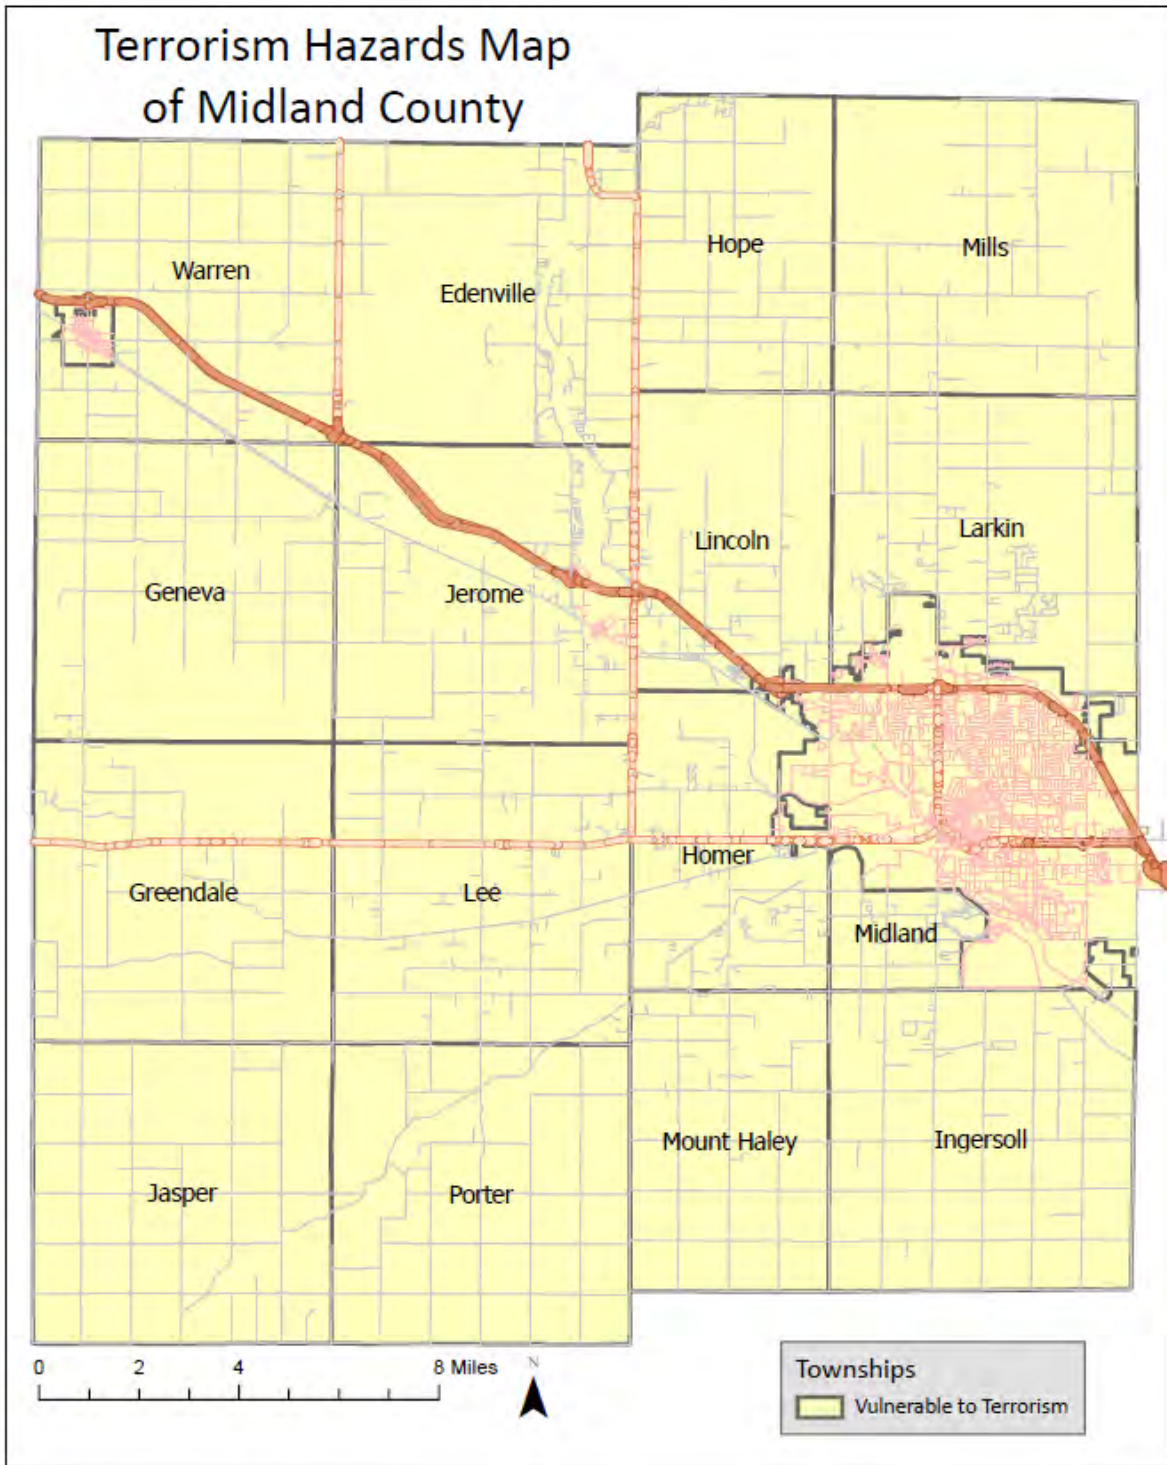 Terrorism Hazards Map
of Midland County
Hope
Mills
Warren
Edenville
Lincoln
Larkin
Geneva
Jerome
Homer
Greendale
Lee
Midland
Mount Haley
Ingersoll
Jasper
Porter
0 2 4 8 Miles
N
Townships
Vulnerable to Terrorism